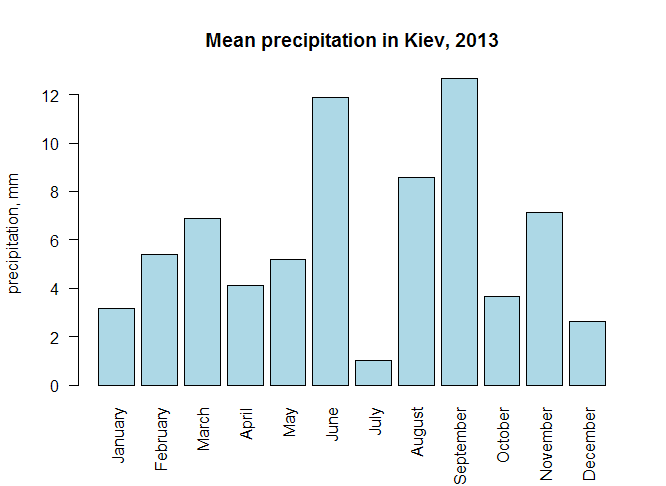 Mean precipitation in Kiev, 2013
precipitation, mm
12
10
8
6
4
2
0
January
February
March
April
May
June
July
August
September
October
November
December